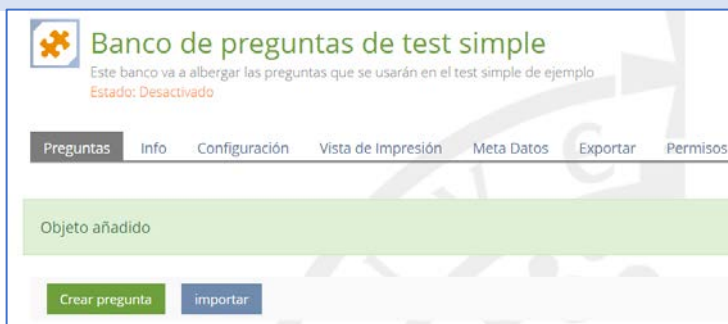 Banco de preguntas de test simple
Este banco va a albergar las preguntas que se usarán en el test simple de ejemplo
Estado: Desactivado
Preguntas Info Configuración Vista de Impresión Meta Datos Exportar Permisos
Objeto añadido
Crear pregunta importar